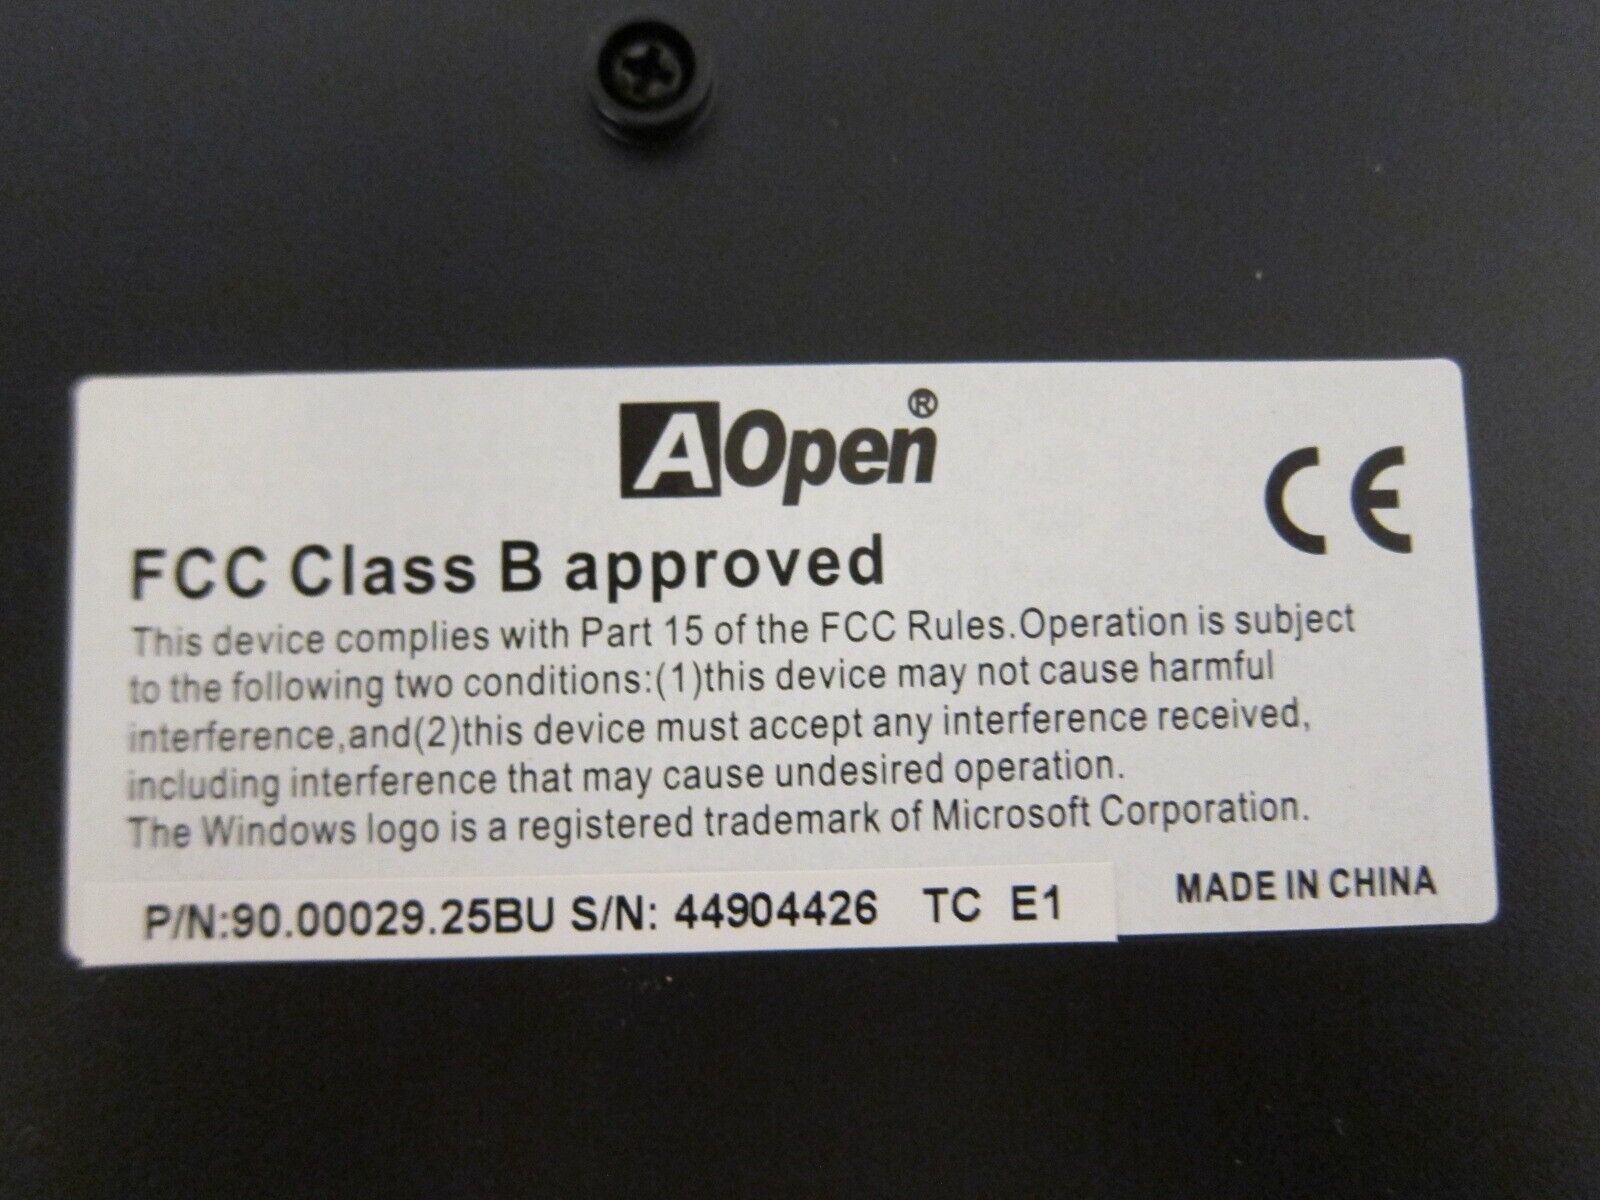 AOpen®
CE
FCC Class B approved
This device complies with Part 15 of the FCC Rules.Operation is subject
to the following two conditions:(1)this device may not cause harmful
interference,and(2)this device must accept any interference received,
including interference that may cause undesired operation.
The Windows logo is a registered trademark of Microsoft Corporation.
P/N:90.00029.25BU S/N: 44904426 TC E1
MADE IN CHINA